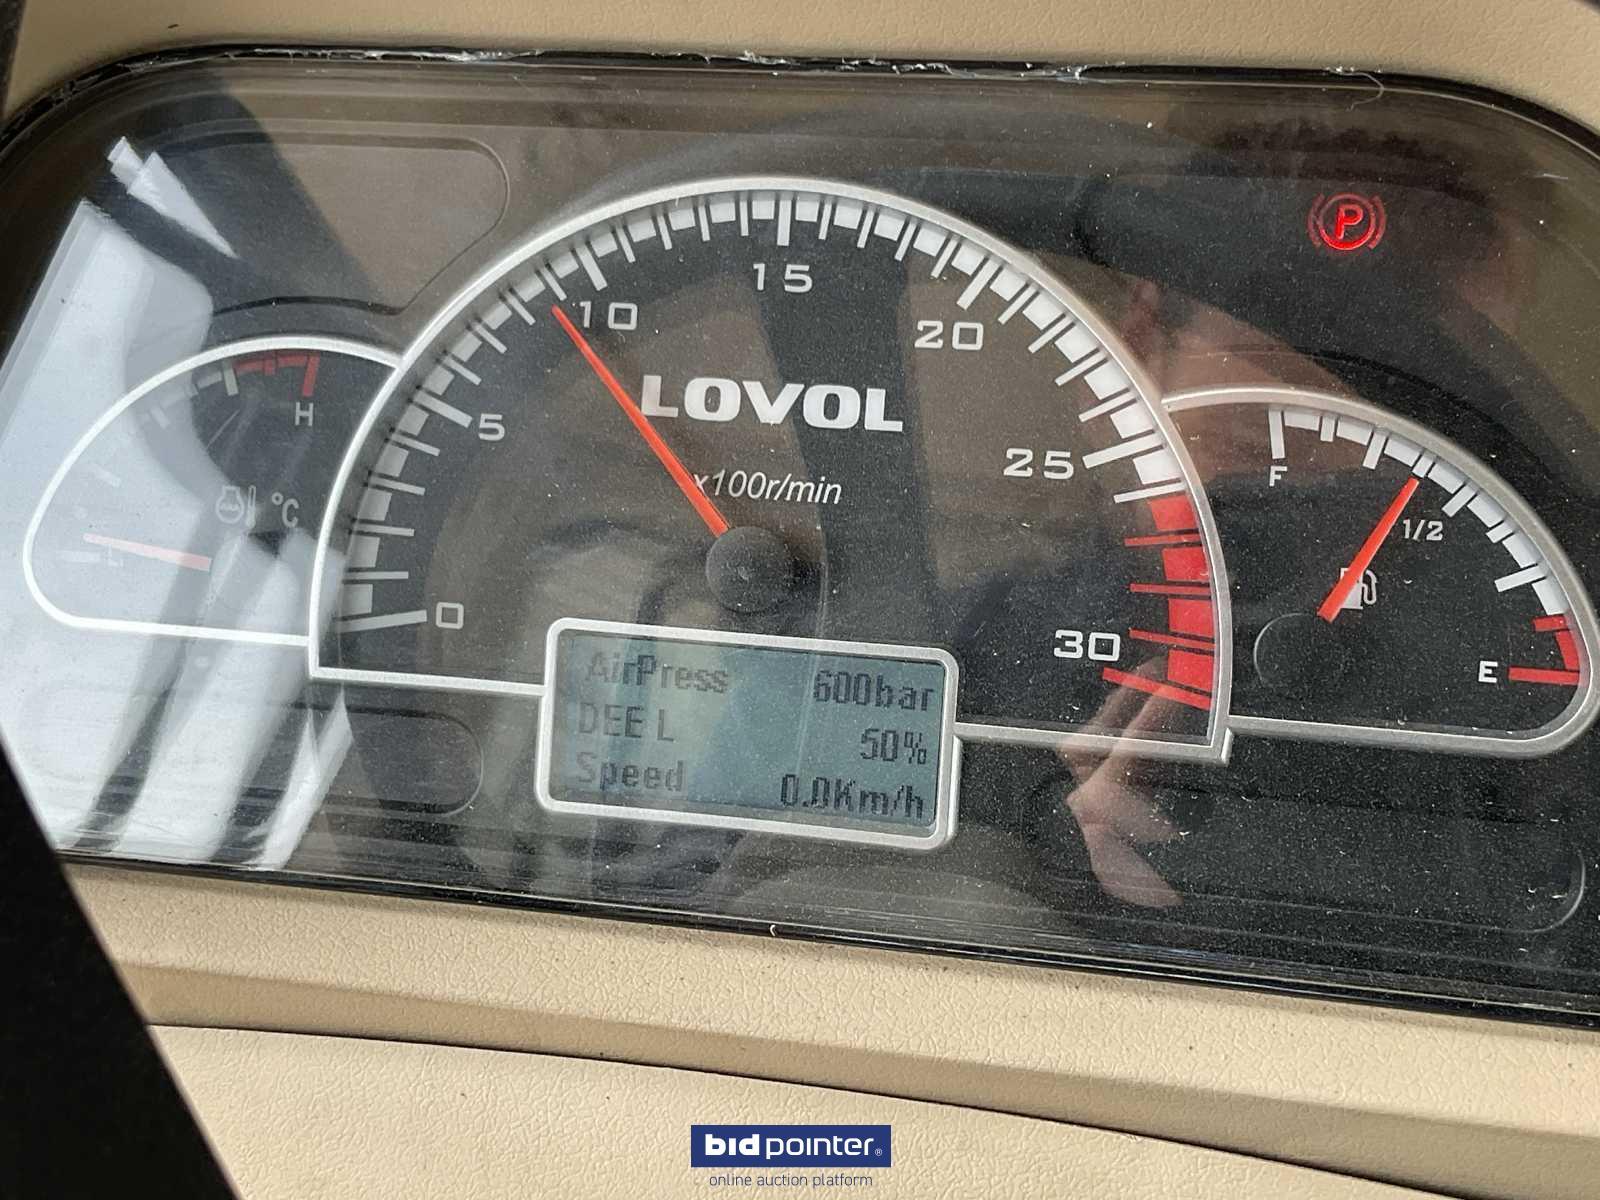 P
15
10
20
H
LOVOL
5
25
F
x100r/min
°C
1/2
0
30
E
AirPress 600bar
DEE L 50%
Speed 0.0Km/h
bidpointer®
online auction platform